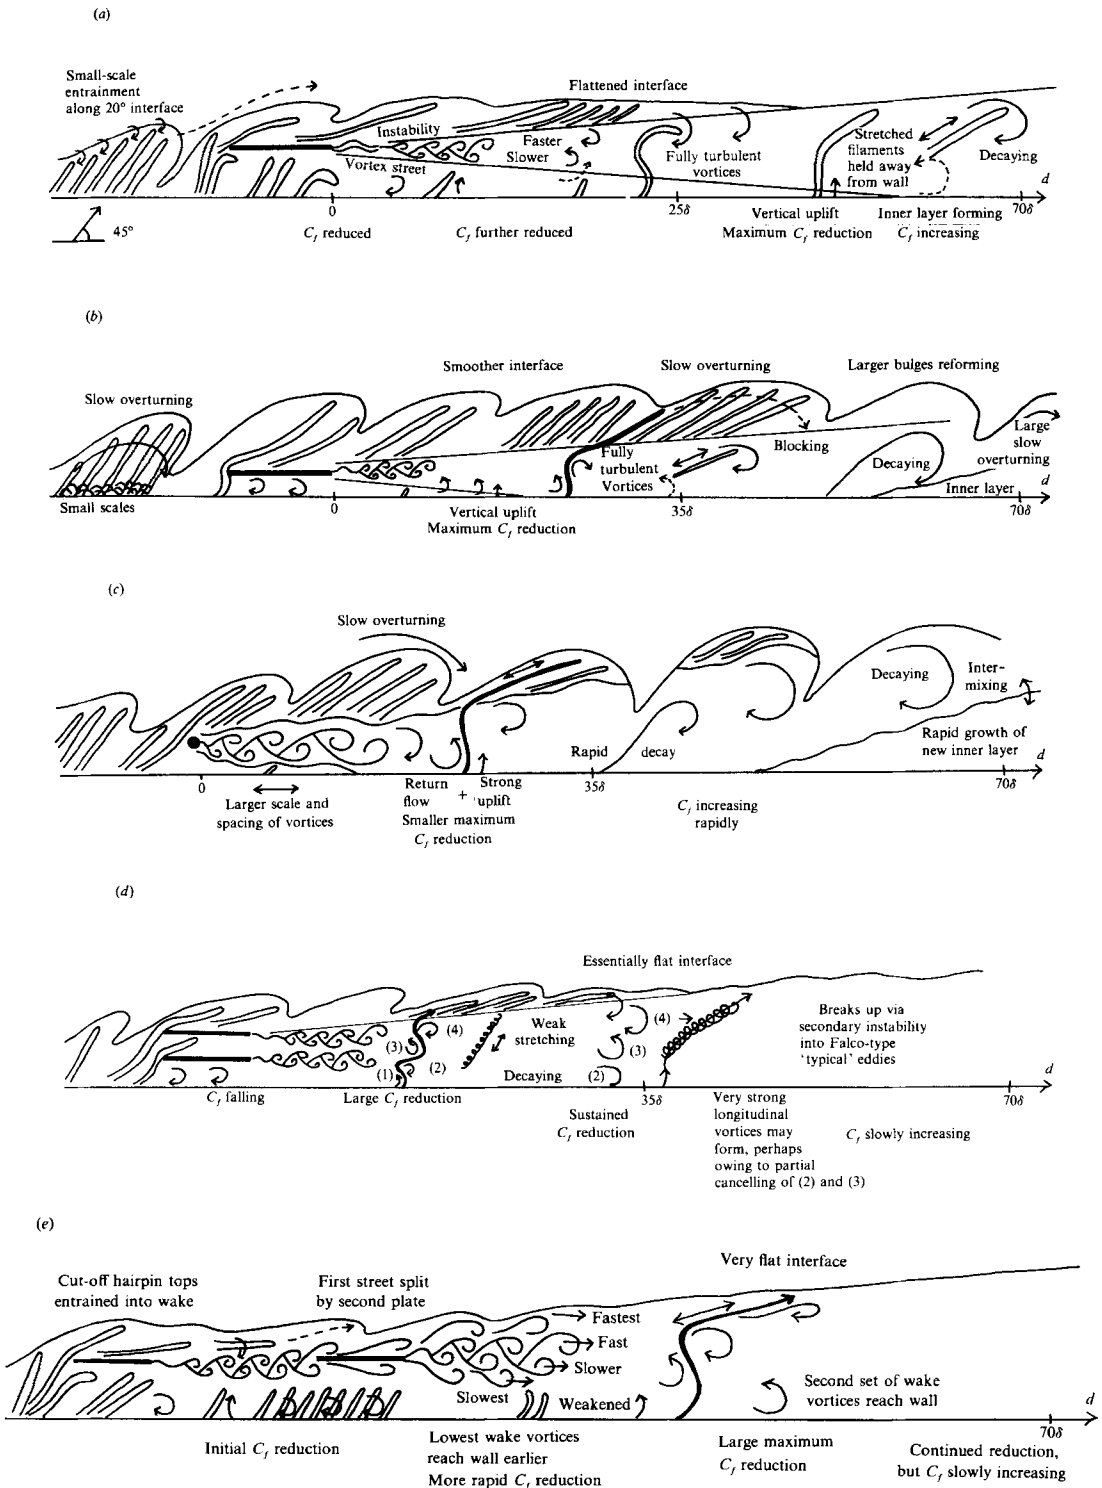 (a)
Small-scale
entrainment
along 20° interface
Flattened interface
Instability
Faster
Slower
Vortex street
Fully turbulent
vortices
Stretched
filaments
held away
from wall
Decaying
d
45°
0
25δ
70δ
C_f reduced
C_f further reduced
Vertical uplift
Maximum C_f reduction
Inner layer forming
C_f increasing
(b)
Slow overturning
Smoother interface
Slow overturning
Larger bulges reforming
Large
slow
overturning
Blocking
Fully
turbulent
Vortices
Decaying
Inner layer
d
Small scales
0
Vertical uplift
Maximum C_f reduction
35δ
70δ
(c)
Slow overturning
Decaying
Inter-
mixing
Rapid growth of
new inner layer
Rapid decay
d
0
35δ
70δ
Larger scale and
spacing of vortices
Return
flow
+
Strong
uplift
Smaller maximum
C_f reduction
C_f increasing
rapidly
(d)
Essentially flat interface
(4)
(3)
(2)
(1)
Weak
stretching
Decaying
(4)
(3)
(2)
Breaks up via
secondary instability
into Falco-type
'typical' eddies
d
C_f falling
Large C_f reduction
35δ
70δ
Sustained
C_f reduction
Very strong
longitudinal
vortices may
form, perhaps
owing to partial
cancelling of (2) and (3)
C_f slowly increasing
(e)
Very flat interface
Cut-off hairpin tops
entrained into wake
First street split
by second plate
Fastest
Fast
Slower
Slowest
Weakened
Second set of wake
vortices reach wall
d
70δ
Initial C_f reduction
Lowest wake vortices
reach wall earlier
More rapid C_f reduction
Large maximum
C_f reduction
Continued reduction,
but C_f slowly increasing